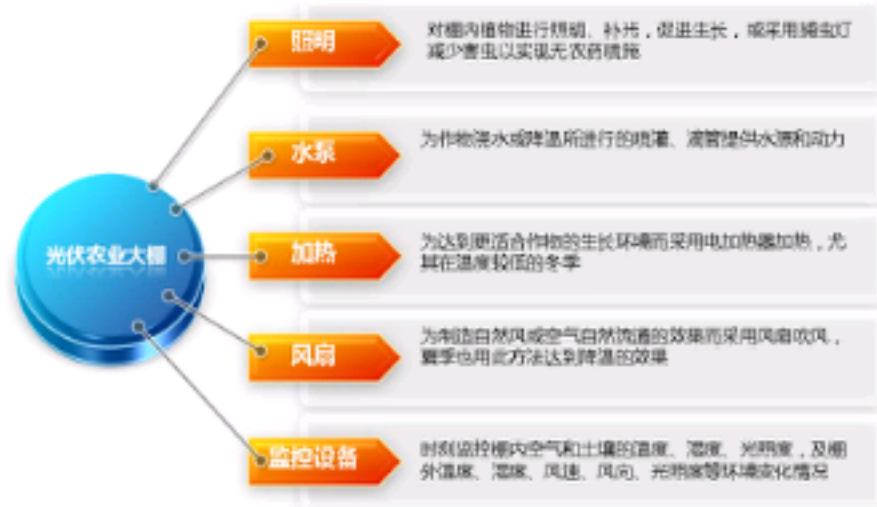 照明
对棚内植物进行照明、补光，促进生长，或采用捕虫灯
减少害虫以实现无农药喷施
水泵
为作物浇水或降温所进行的喷灌、滴管提供水源和动力
光伏农业大棚
加热
为达到更适合作物的生长环境而采用电加热器加热，尤
其在温度较低的冬季
风扇
为制造自然风或空气自然流通的效果而采用风扇吹风，
夏季也用此方法达到降温的效果
监控设备
时刻监控棚内空气和土壤的温度、湿度、光照度，及棚
外温度、湿度、风速、风向、光照度等环境变化情况